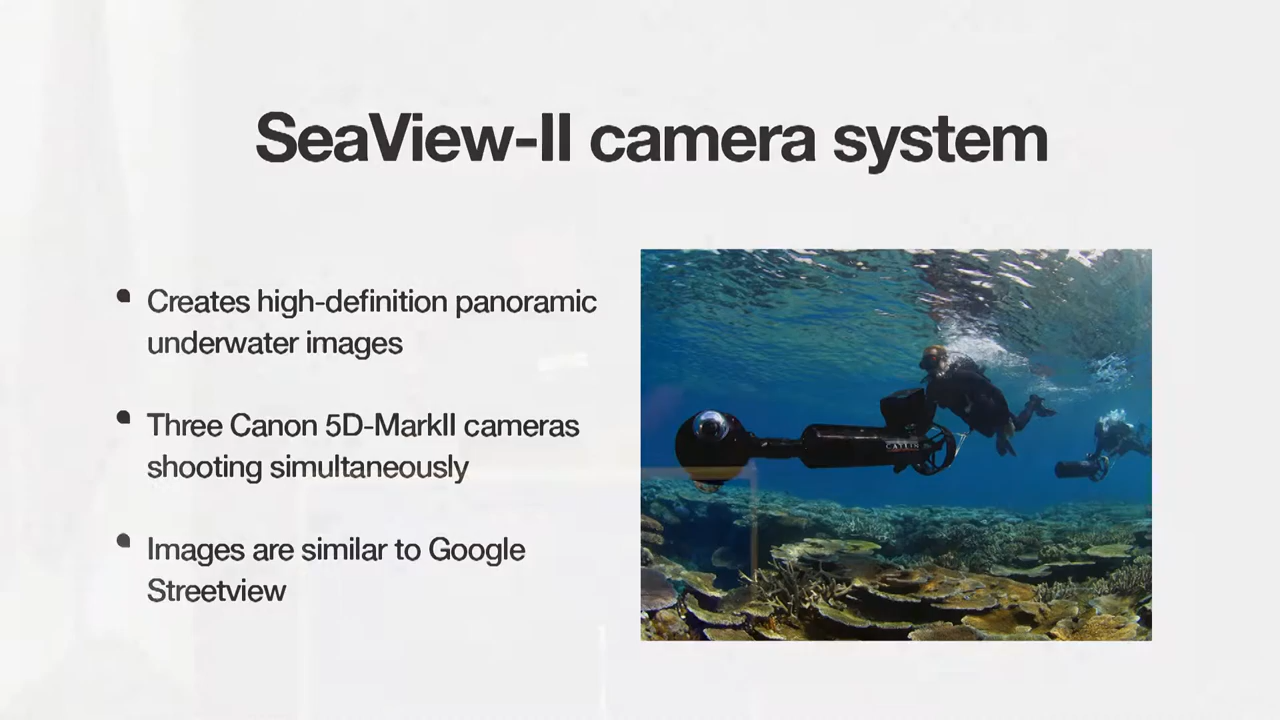 SeaView-II camera system
Creates high-definition panoramic
underwater images
Three Canon 5D-MarkII cameras
shooting simultaneously
Images are similar to Google
Streetview
CATLIN